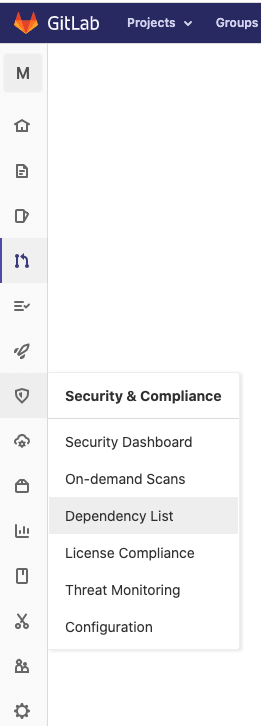 GitLab Projects Groups
M
Security & Compliance
Security Dashboard
On-demand Scans
Dependency List
License Compliance
Threat Monitoring
Configuration